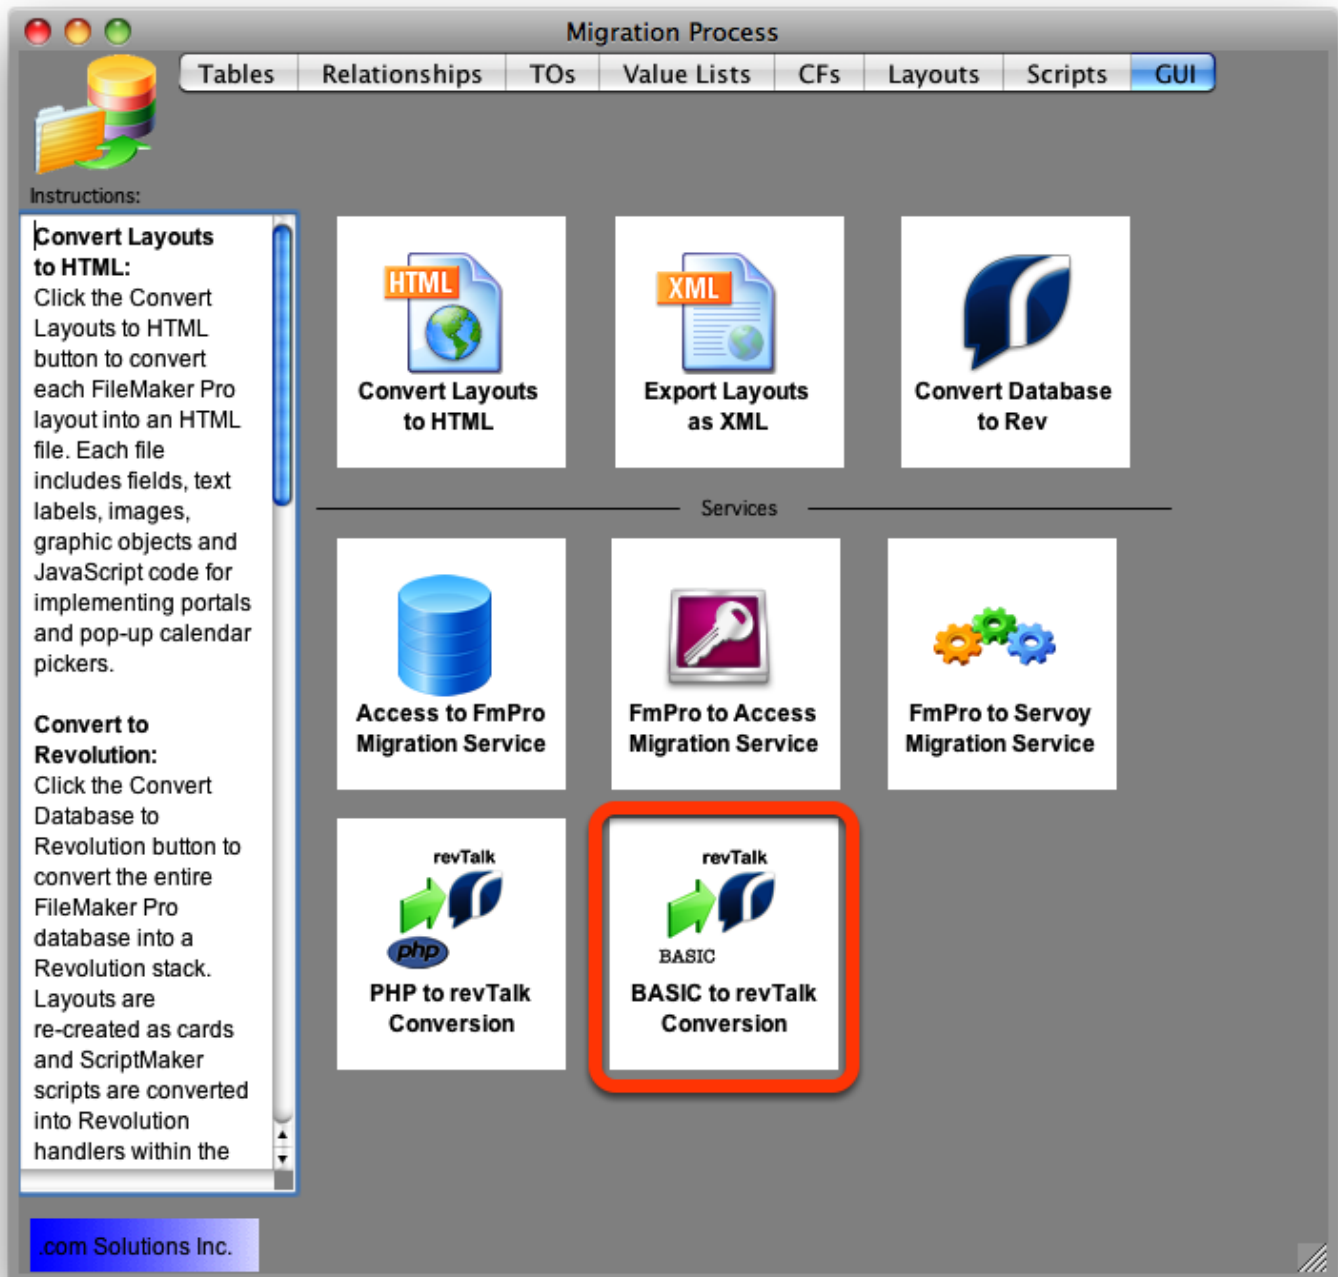 Migration Process
Tables Relationships TOs Value Lists CFs Layouts Scripts GUI
Instructions:
Convert Layouts
to HTML:
Click the Convert
Layouts to HTML
button to convert
each FileMaker Pro
layout into an HTML
file. Each file
includes fields, text
labels, images,
graphic objects and
JavaScript code for
implementing portals
and pop-up calendar
pickers.
Convert to
Revolution:
Click the Convert
Database to
Revolution button to
convert the entire
FileMaker Pro
database into a
Revolution stack.
Layouts are
re-created as cards
and ScriptMaker
scripts are converted
into Revolution
handlers within the
HTML
Convert Layouts
to HTML
XML
Export Layouts
as XML
Convert Database
to Rev
Services
Access to FmPro
Migration Service
FmPro to Access
Migration Service
FmPro to Servoy
Migration Service
revTalk
php
PHP to revTalk
Conversion
revTalk
BASIC
BASIC to revTalk
Conversion
.com Solutions Inc.